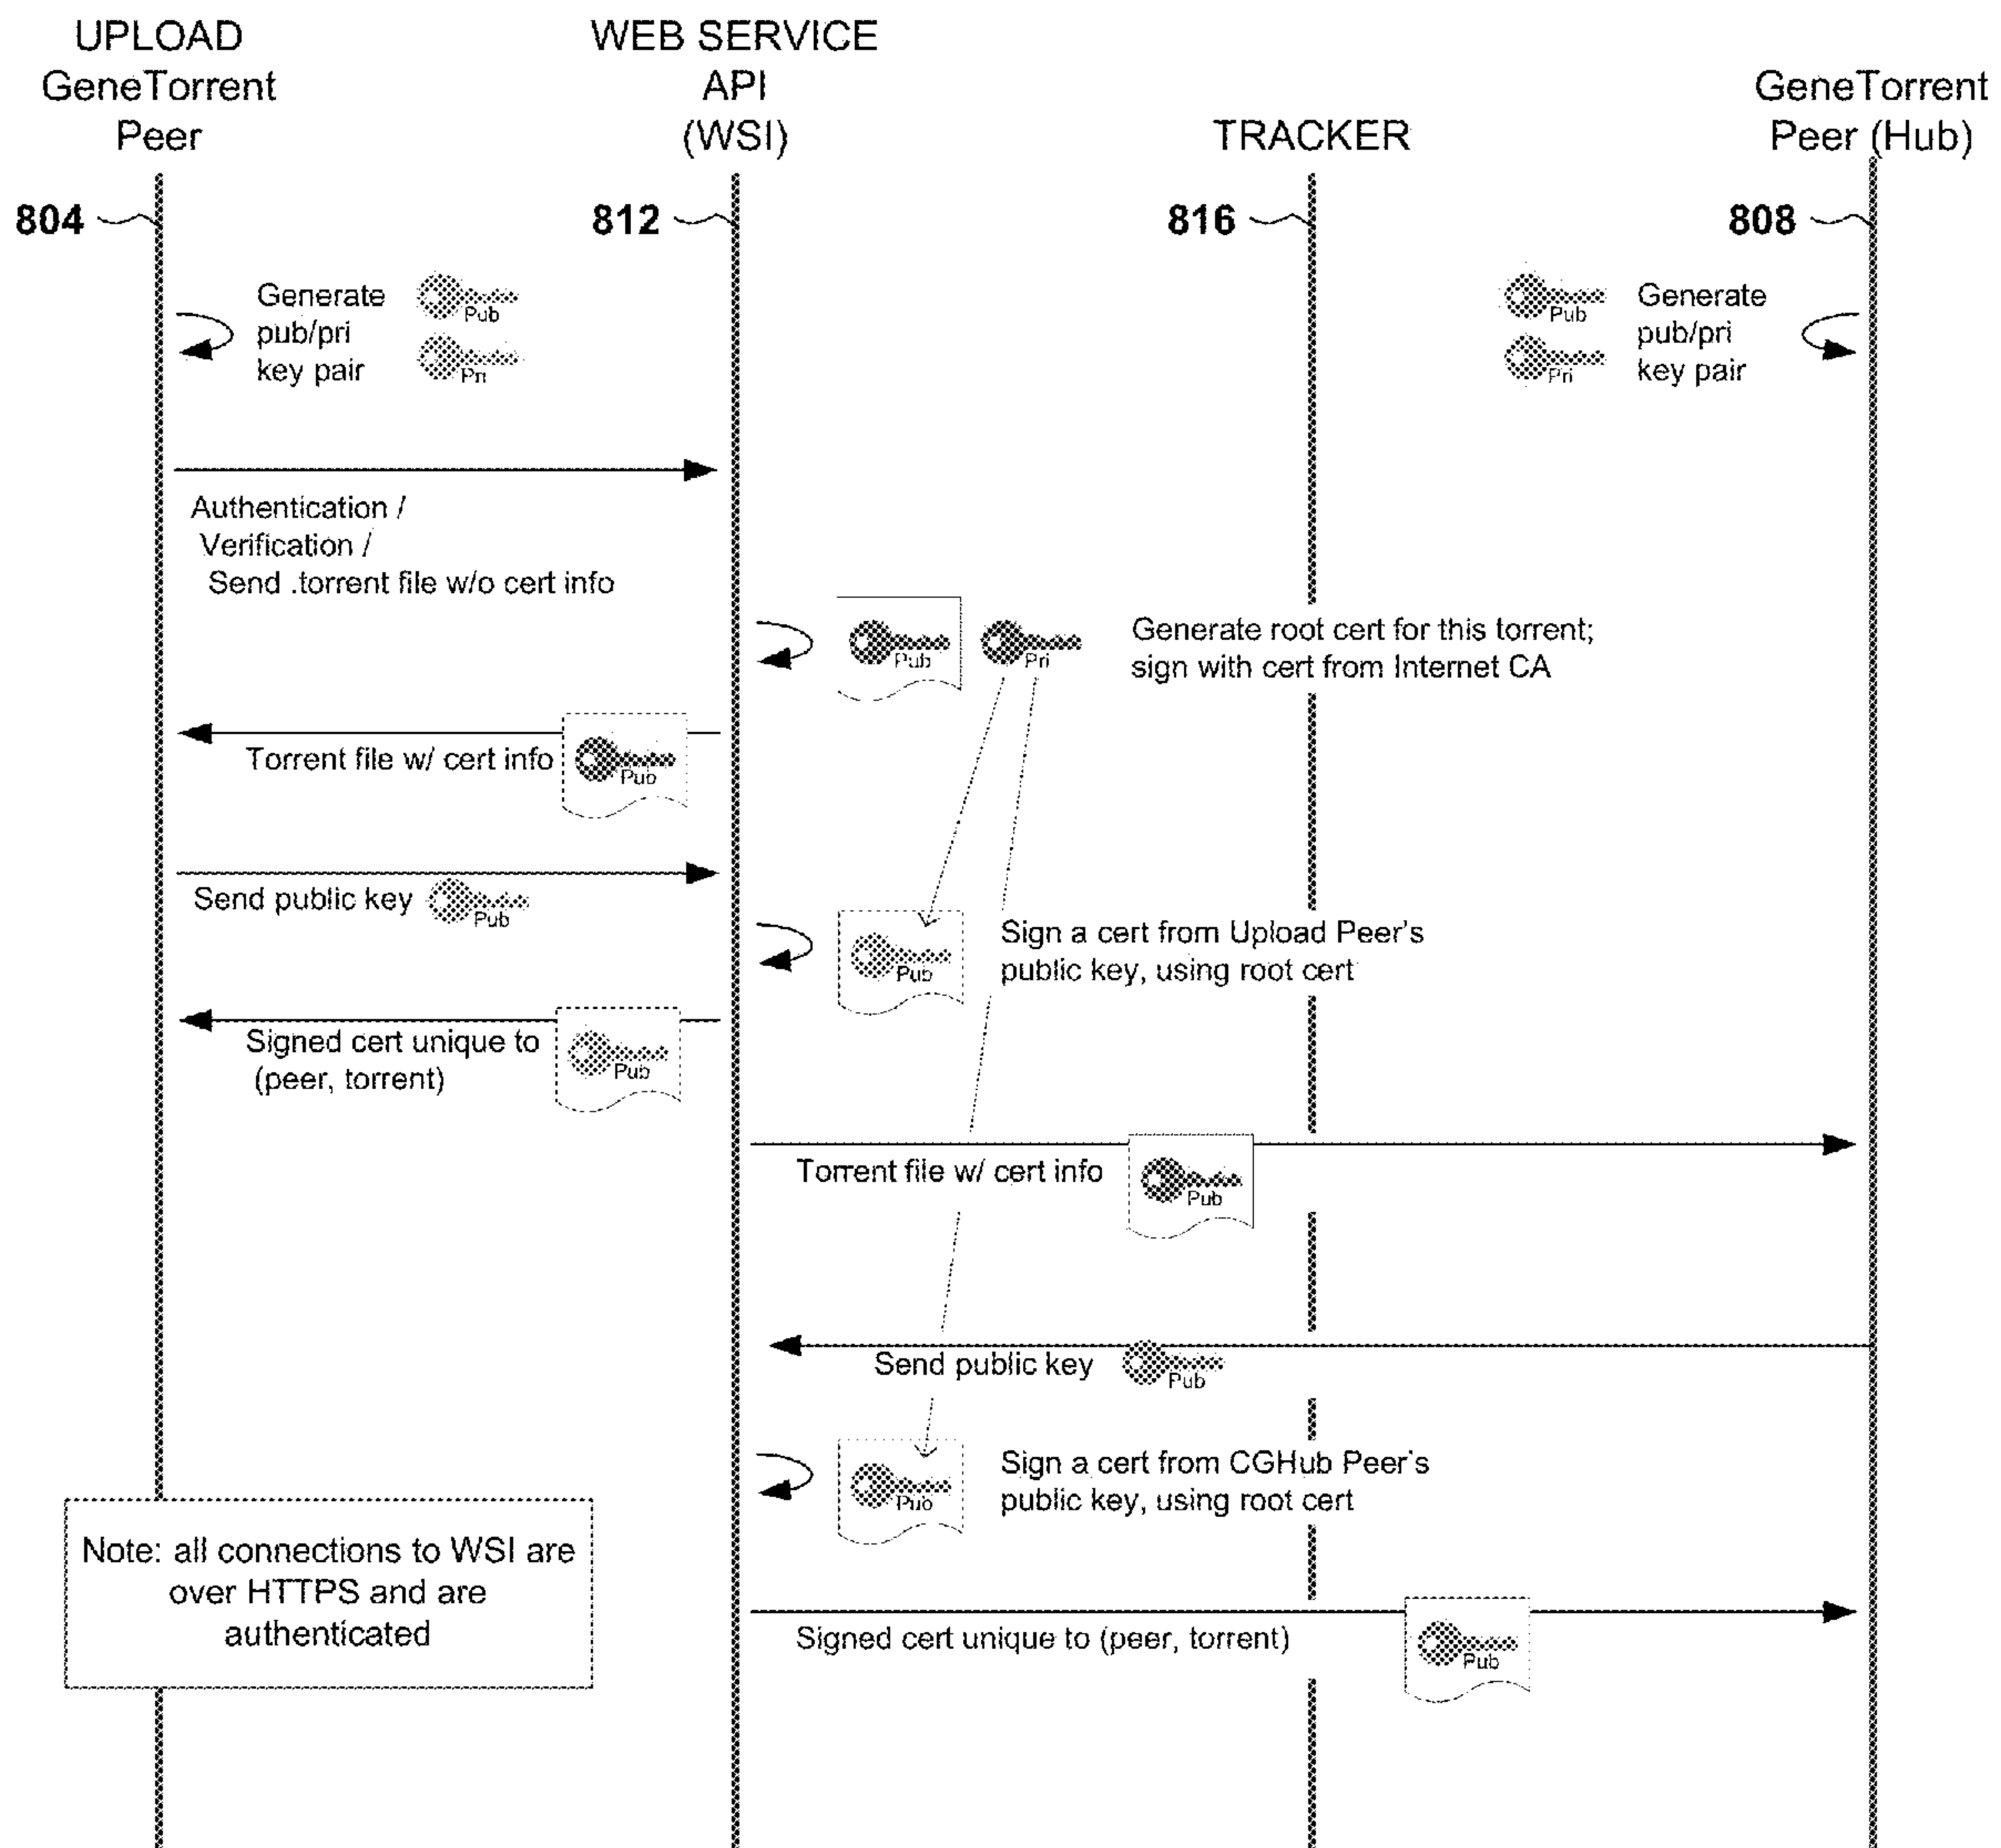 UPLOAD
GeneTorrent
Peer
WEB SERVICE
API
(WSI)
TRACKER
GeneTorrent
Peer (Hub)
804
812
816
808
Generate
pub/pri
key pair
Pub
Pri
Pub
Pri
Generate
pub/pri
key pair
Authentication /
Verification /
Send .torrent file w/o cert info
Pub
Pri
Generate root cert for this torrent;
sign with cert from Internet CA
Torrent file w/ cert info
Pub
Send public key
Pub
Pub
Sign a cert from Upload Peer's
public key, using root cert
Signed cert unique to
(peer, torrent)
Pub
Torrent file w/ cert info
Pub
Send public key
Pub
Pub
Sign a cert from CGHub Peer's
public key, using root cert
Note: all connections to WSI are
over HTTPS and are
authenticated
Signed cert unique to (peer, torrent)
Pub